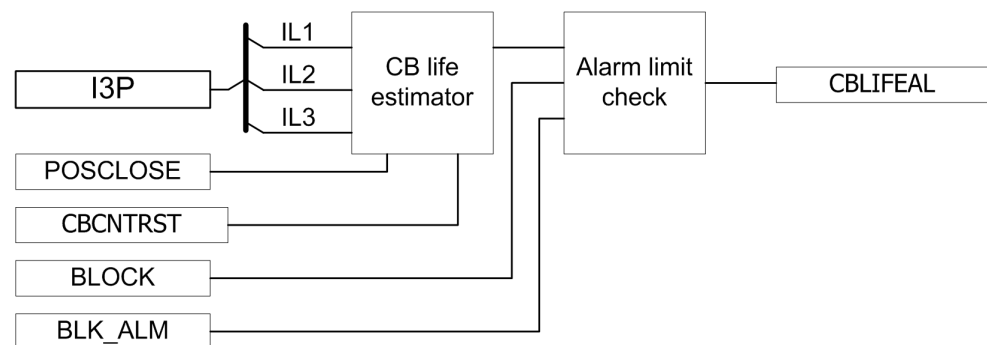 IL1
IL2
IL3
I3P
CB life
estimator
Alarm limit
check
CBLIFEAL
POSCLOSE
CBCNTRST
BLOCK
BLK_ALM